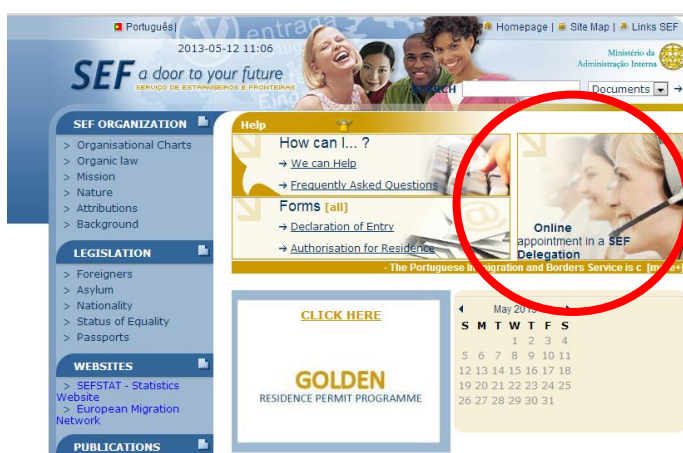 Português|
Homepage | Site Map | Links SEF
entrada
2013-05-12 11:06
Ministério da
Administração Interna
SEF a door to your future
SERVIÇO DE ESTRANGEIROS E FRONTEIRAS
Documents
SEF ORGANIZATION
> Organisational Charts
> Organic law
> Mission
> Nature
> Attributions
> Background
LEGISLATION
> Foreigners
> Asylum
> Nationality
> Status of Equality
> Passports
WEBSITES
> SEFSTAT - Statistics
Website
> European Migration
Network
PUBLICATIONS
Help
How can I... ?
→ We can Help
→ Frequently Asked Questions
Forms [all]
→ Declaration of Entry
→ Authorisation for Residence
Online
appointment in a SEF
Delegation
- The Portuguese Immigration and Borders Service is c
CLICK HERE
GOLDEN
RESIDENCE PERMIT PROGRAMME
May 2013
S M T W T F S
1 2 3 4
5 6 7 8 9 10 11
12 13 14 15 16 17 18
19 20 21 22 23 24 25
26 27 28 29 30 31